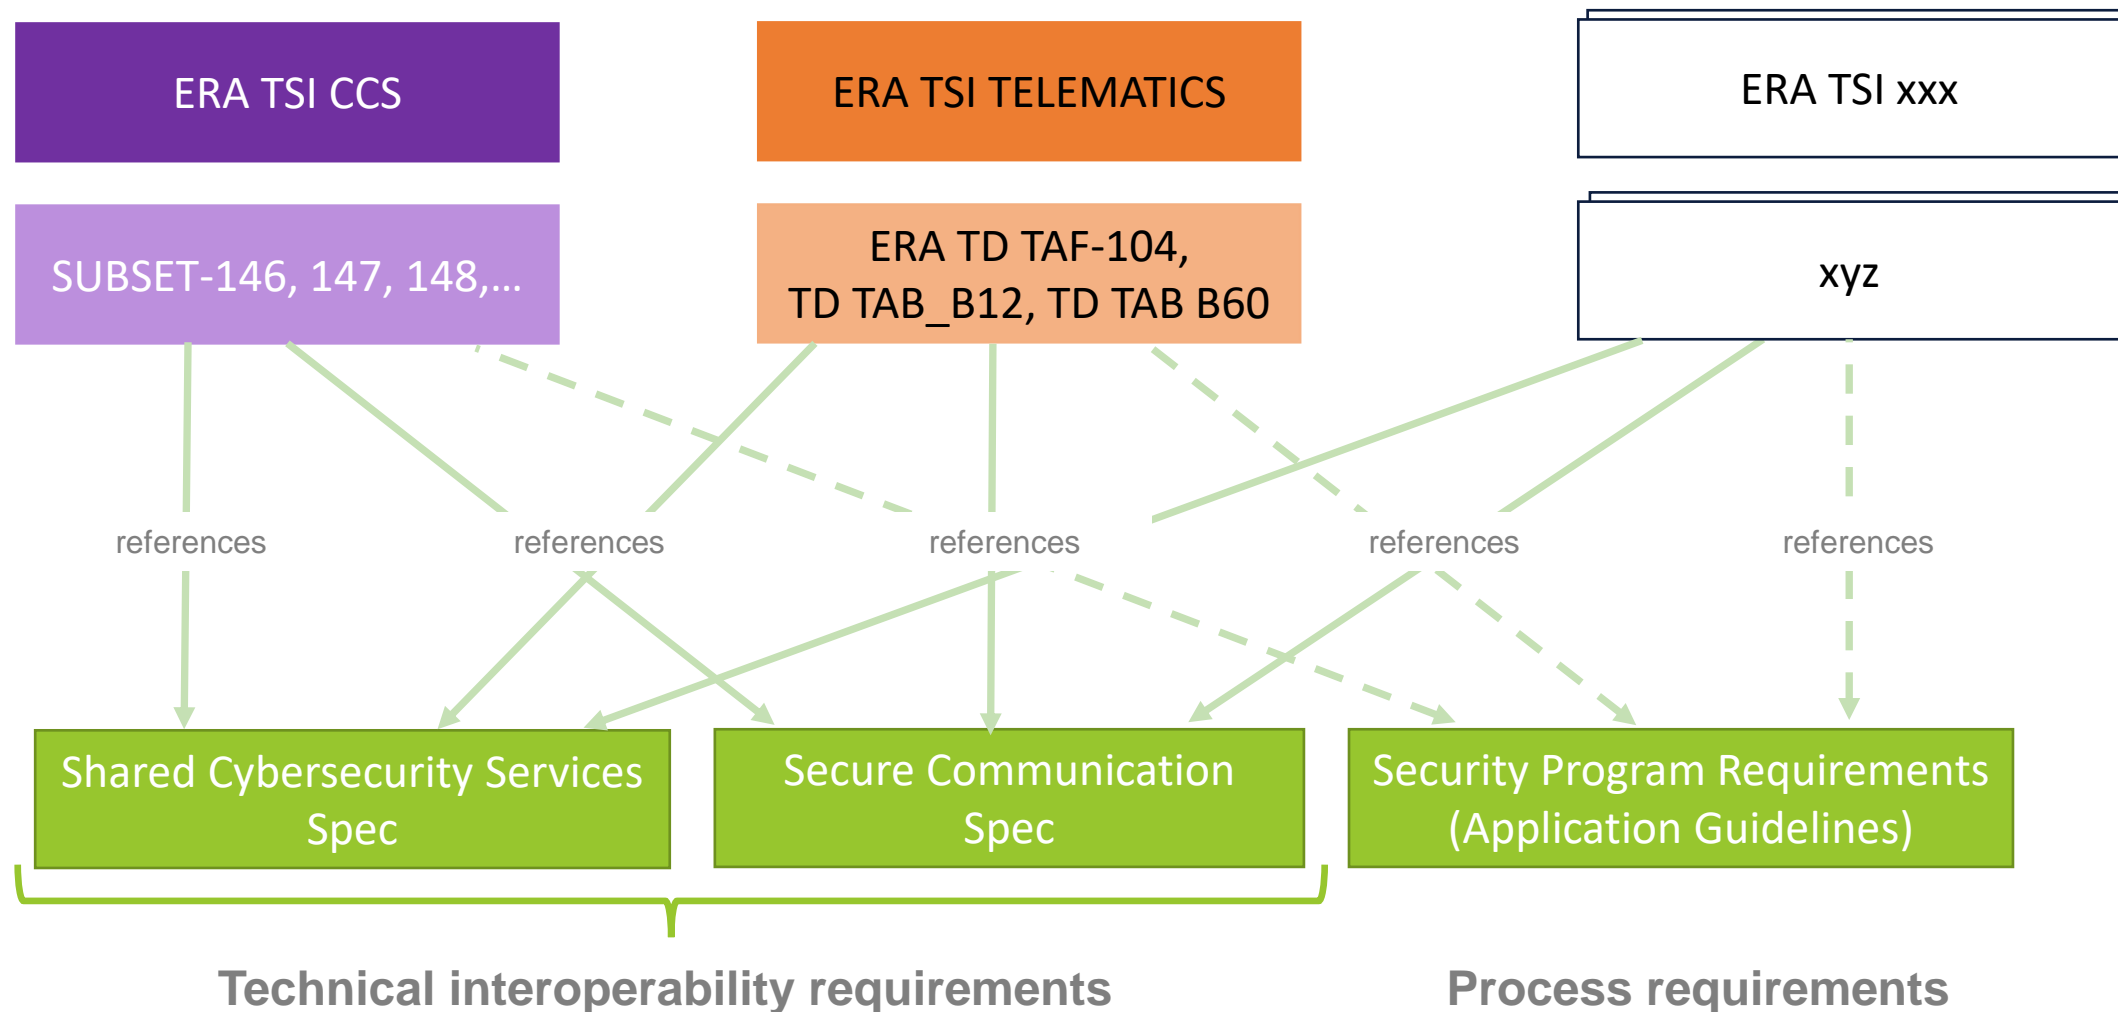 ERA TSI CCS
ERA TSI TELEMATICS
ERA TSI xxx
SUBSET-146, 147, 148,...
ERA TD TAF-104,
TD TAB_B12, TD TAB B60
xyz
references
references
references
references
references
Shared Cybersecurity Services
Spec
Secure Communication
Spec
Security Program Requirements
(Application Guidelines)
Technical interoperability requirements
Process requirements